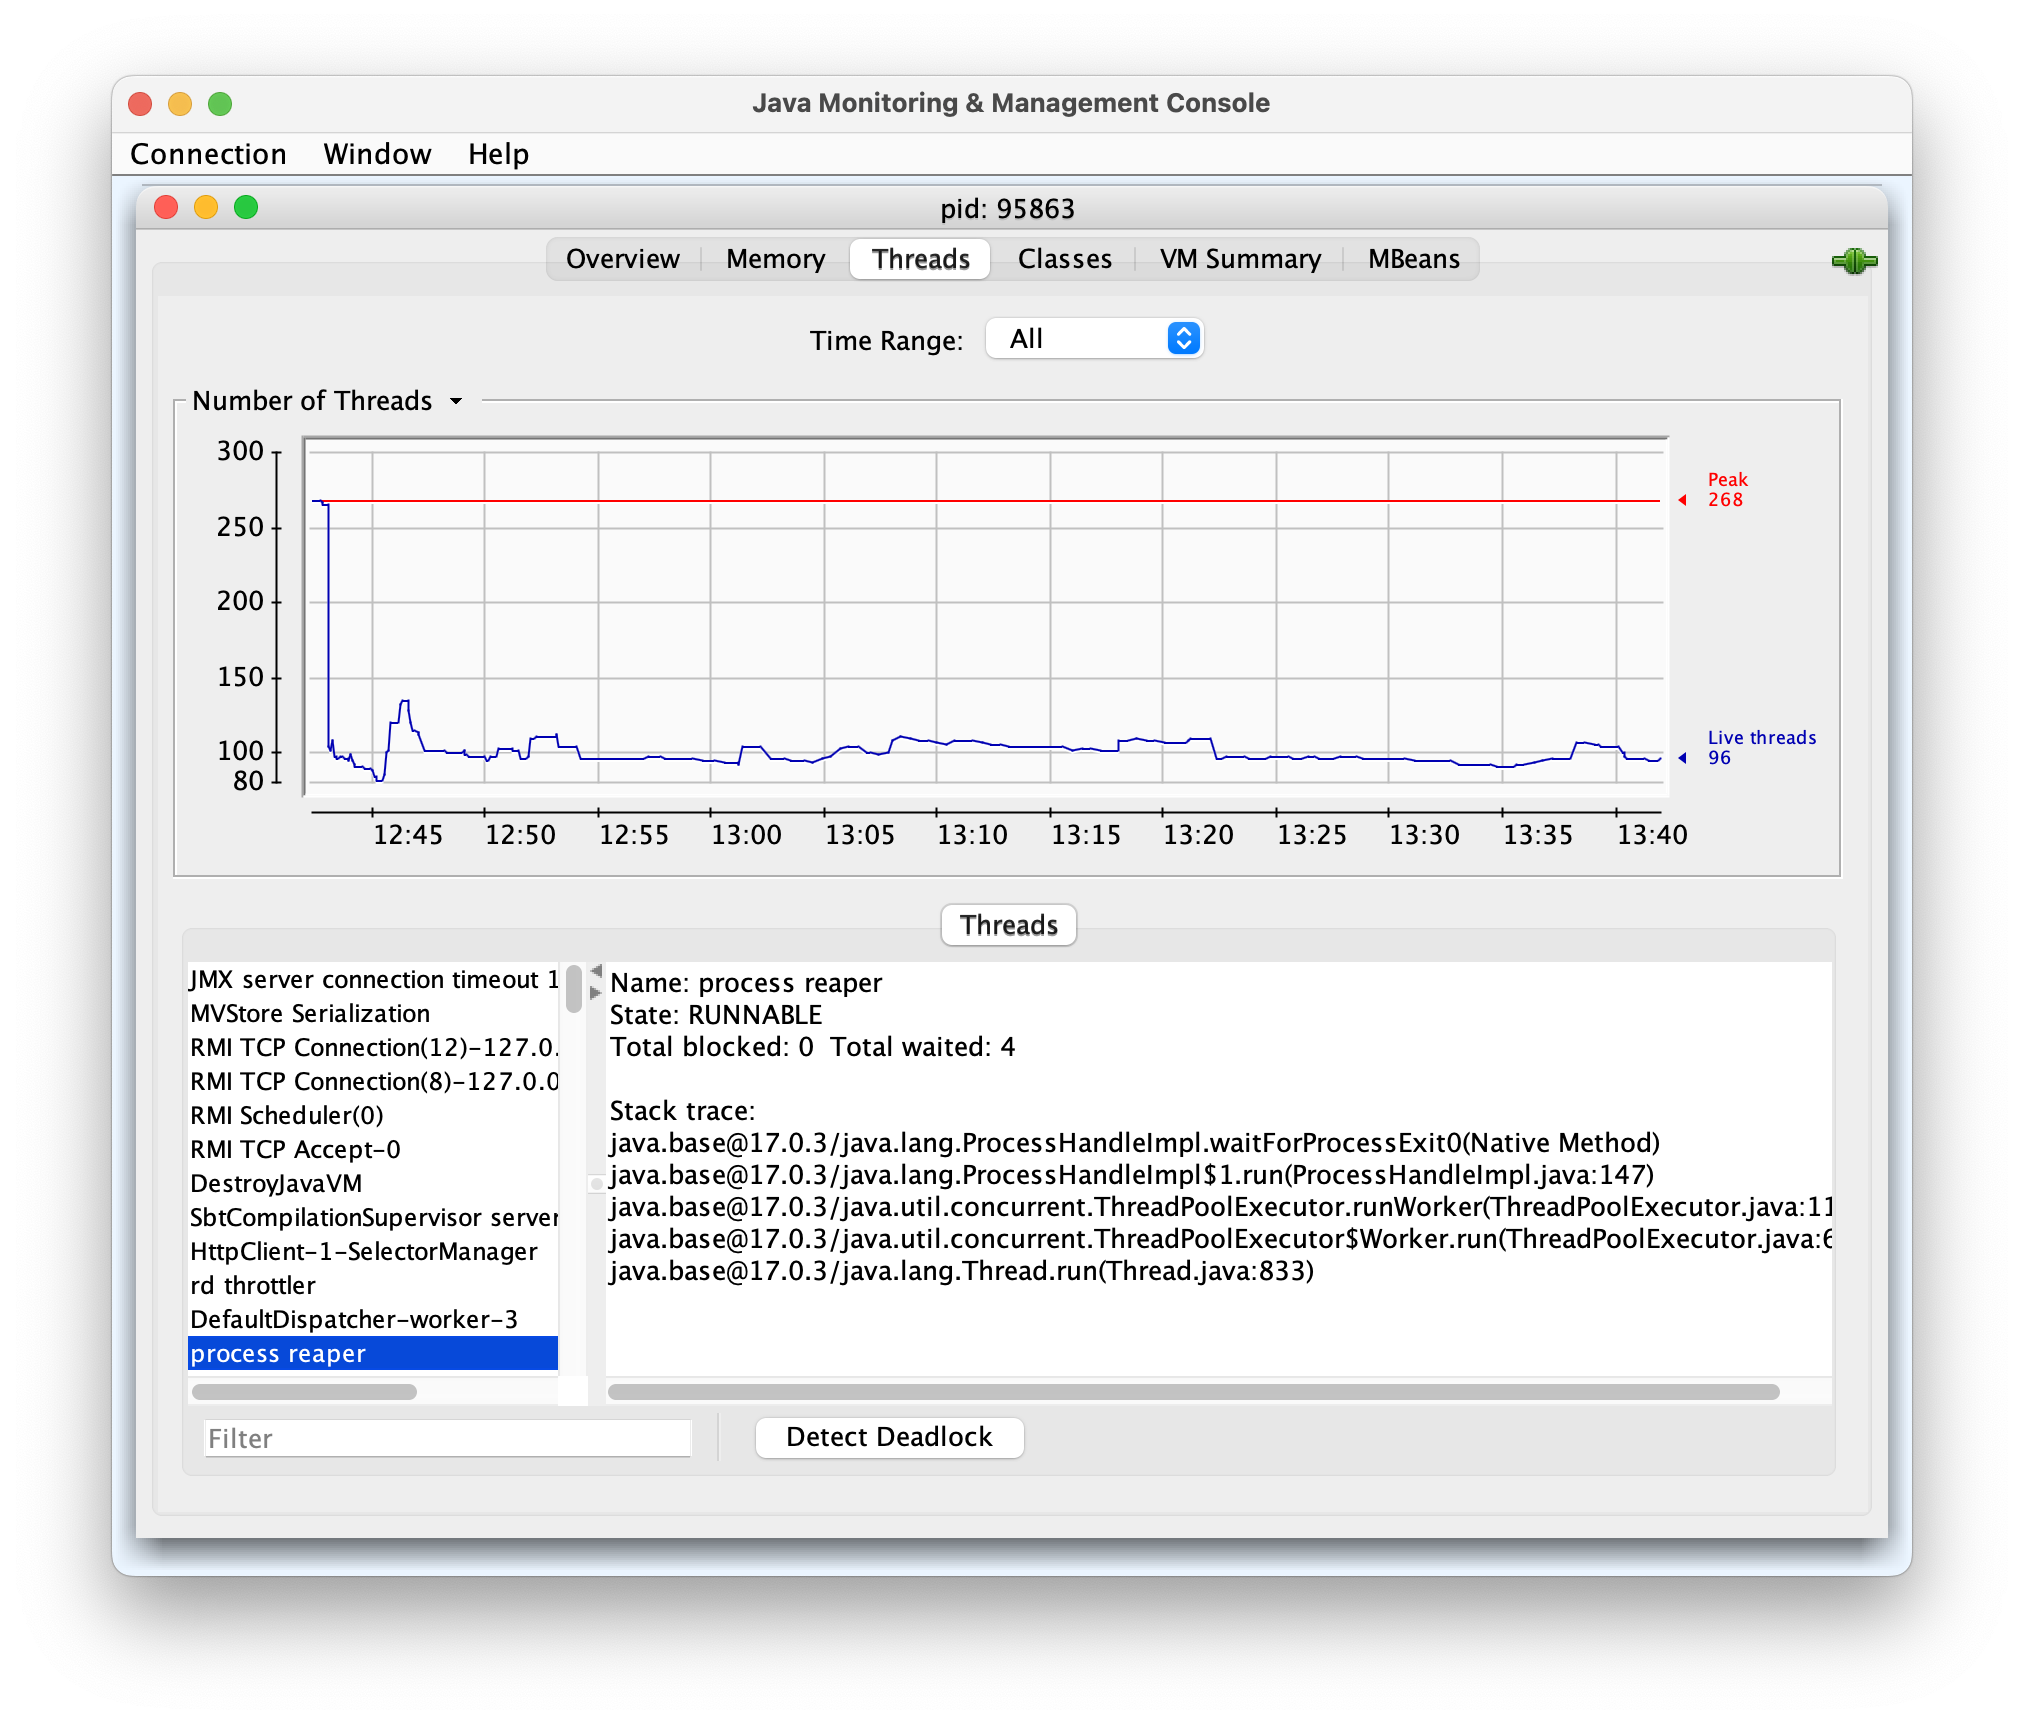 Java Monitoring & Management Console
Connection Window Help
pid: 95863
Overview Memory Threads Classes VM Summary MBeans
Time Range: All
Number of Threads
300
250
200
150
100
80
Peak
268
Live threads
96
12:45 12:50 12:55 13:00 13:05 13:10 13:15 13:20 13:25 13:30 13:35 13:40
Threads
JMX server connection timeout 1
MVStore Serialization
RMI TCP Connection(12)-127.0.
RMI TCP Connection(8)-127.0.0
RMI Scheduler(0)
RMI TCP Accept-0
DestroyJavaVM
SbtCompilationSupervisor server
HttpClient-1-SelectorManager
rd throttler
DefaultDispatcher-worker-3
process reaper
Name: process reaper
State: RUNNABLE
Total blocked: 0 Total waited: 4
Stack trace:
java.base@17.0.3/java.lang.ProcessHandleImpl.waitForProcessExit0(Native Method)
java.base@17.0.3/java.lang.ProcessHandleImpl$1.run(ProcessHandleImpl.java:147)
java.base@17.0.3/java.util.concurrent.ThreadPoolExecutor.runWorker(ThreadPoolExecutor.java:11
java.base@17.0.3/java.util.concurrent.ThreadPoolExecutor$Worker.run(ThreadPoolExecutor.java:6
java.base@17.0.3/java.lang.Thread.run(Thread.java:833)
Filter
Detect Deadlock